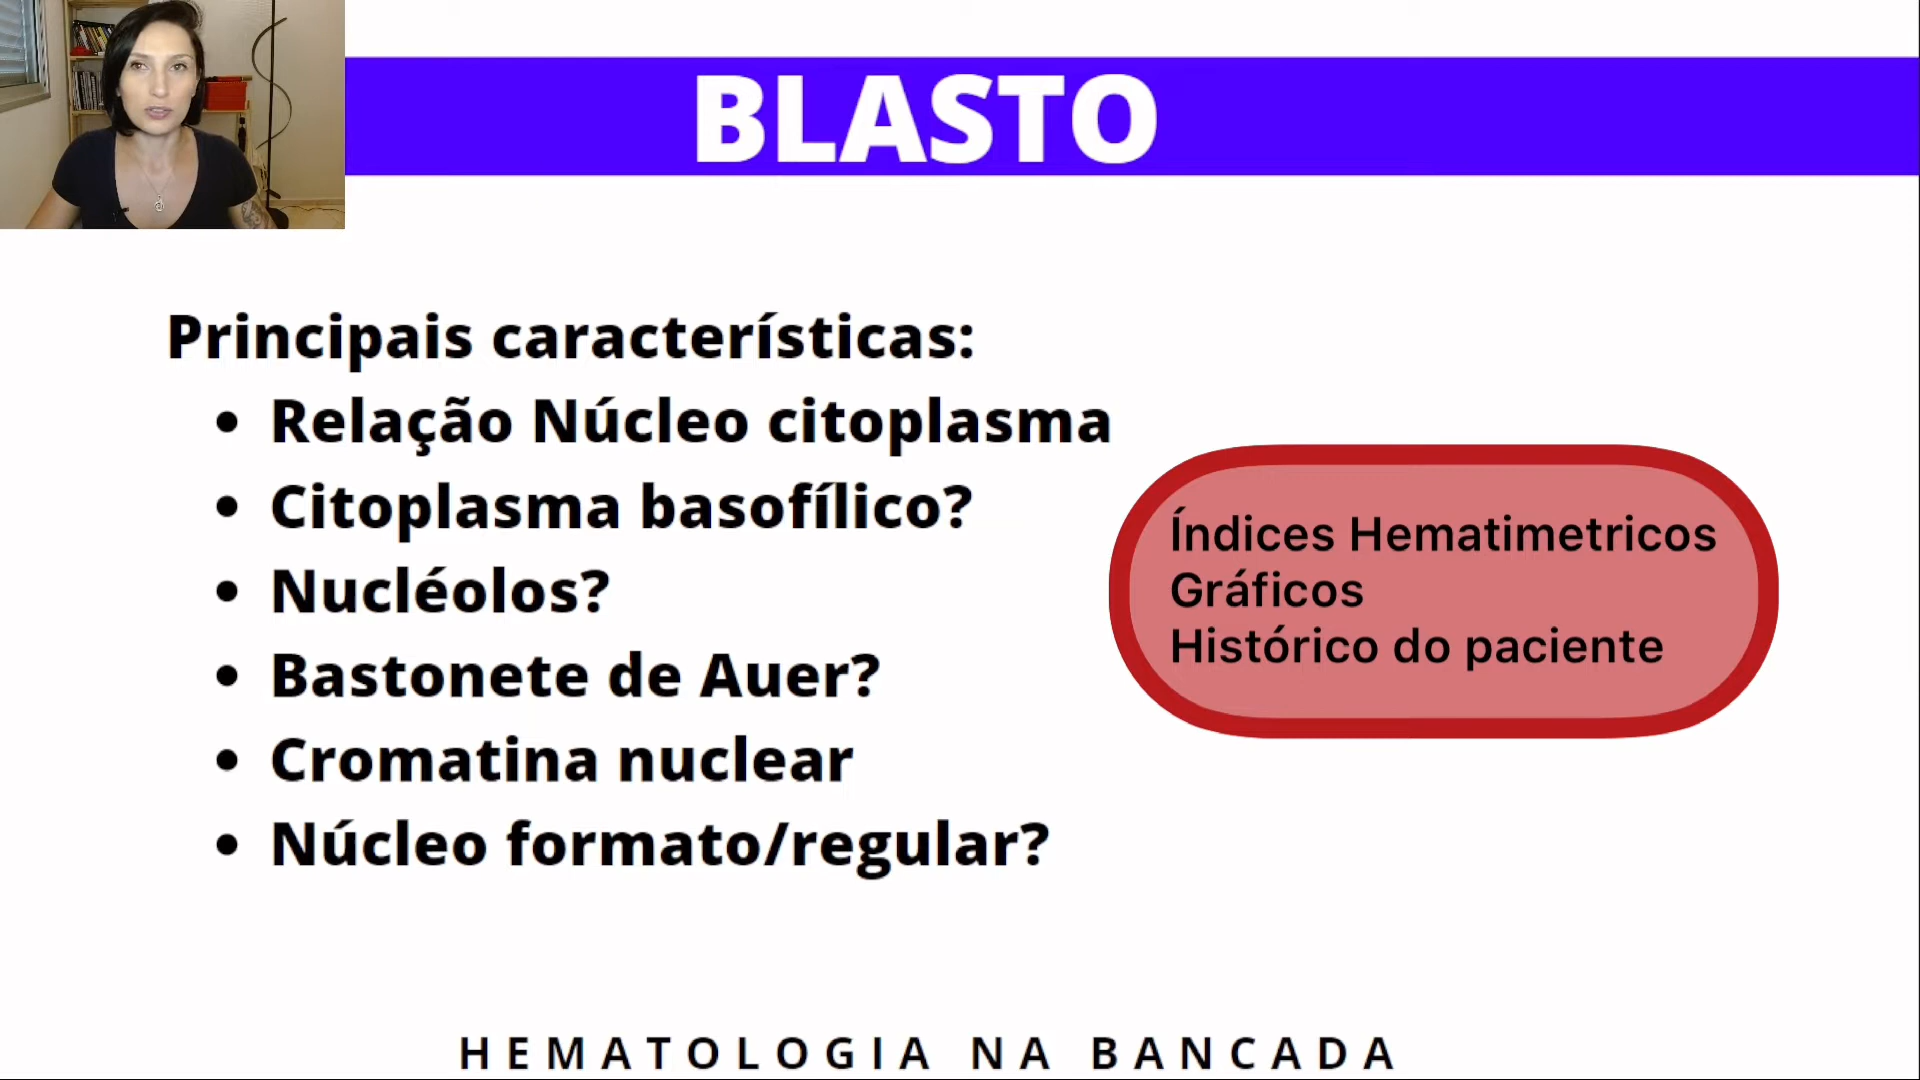 BLASTO
Principais características:
• Relação Núcleo citoplasma
• Citoplasma basofílico?
• Nucléolos?
• Bastonete de Auer?
• Cromatina nuclear
• Núcleo formato/regular?
Índices Hematimetricos
Gráficos
Histórico do paciente
HEMATOLOGIA NA BANCADA